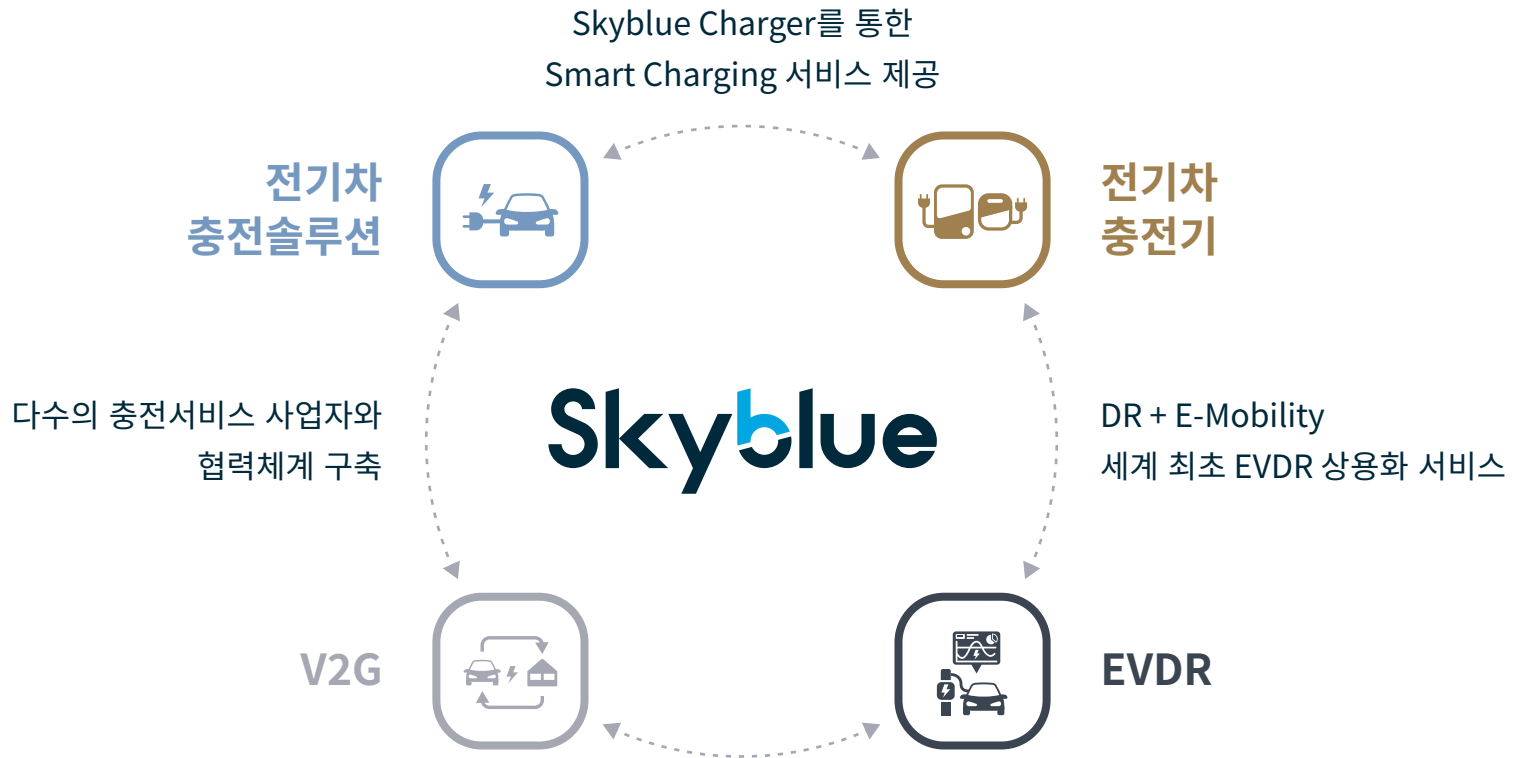 Skyblue Charger를 통한
Smart Charging 서비스 제공
전기차
충전솔루션
전기차
충전기
다수의 충전서비스 사업자와
협력체계 구축
Skyblue
DR + E-Mobility
세계 최초 EVDR 상용화 서비스
V2G
EVDR